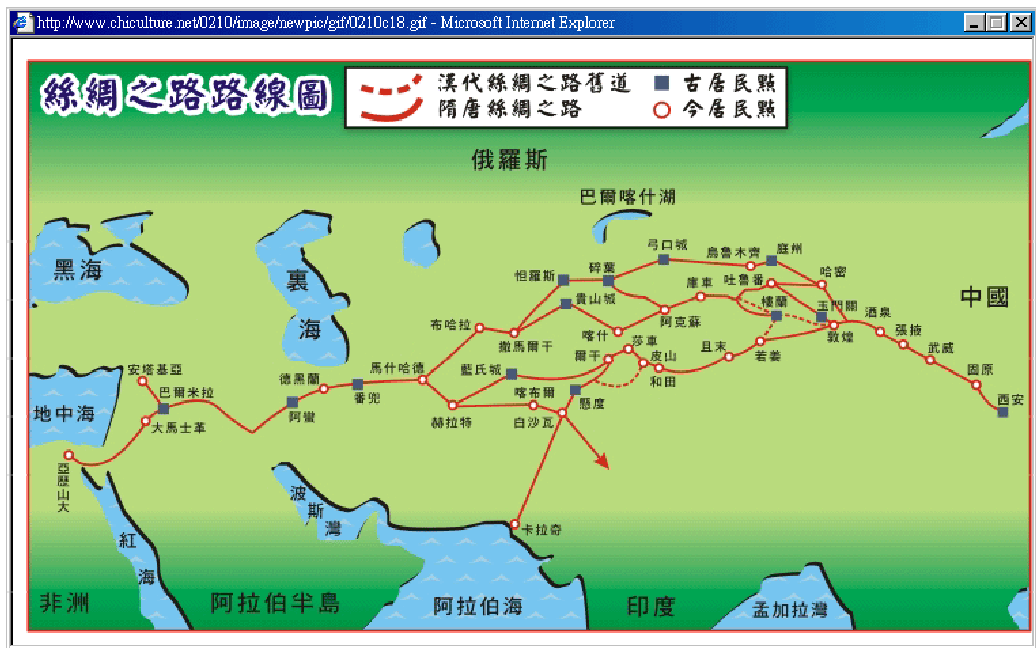 http://www.chiculture.net/0210/image/newpic/gif/0210c18.gif - Microsoft Internet Explorer
絲綢之路路線圖
漢代絲綢之路舊道
古居民點
隋唐絲綢之路
今居民點
俄羅斯
巴爾喀什湖
黑海
裏海
弓口城
烏魯木齊
庭州
怛羅斯
碎葉
庫車
吐魯番
哈密
貴山城
樓蘭
玉門關
酒泉
中國
布哈拉
撒馬爾干
喀什
阿克蘇
敦煌
張掖
莎車
爾干
皮山
且末
若羌
武威
安塔基亞
巴爾米拉
德黑蘭
馬什哈德
藍氏城
和田
固原
地中海
大馬士革
阿蠻
番兜
赫拉特
喀布爾
白沙瓦
懸度
西安
亞歷山大
波斯灣
卡拉奇
紅海
非洲
阿拉伯半島
阿拉伯海
印度
孟加拉灣